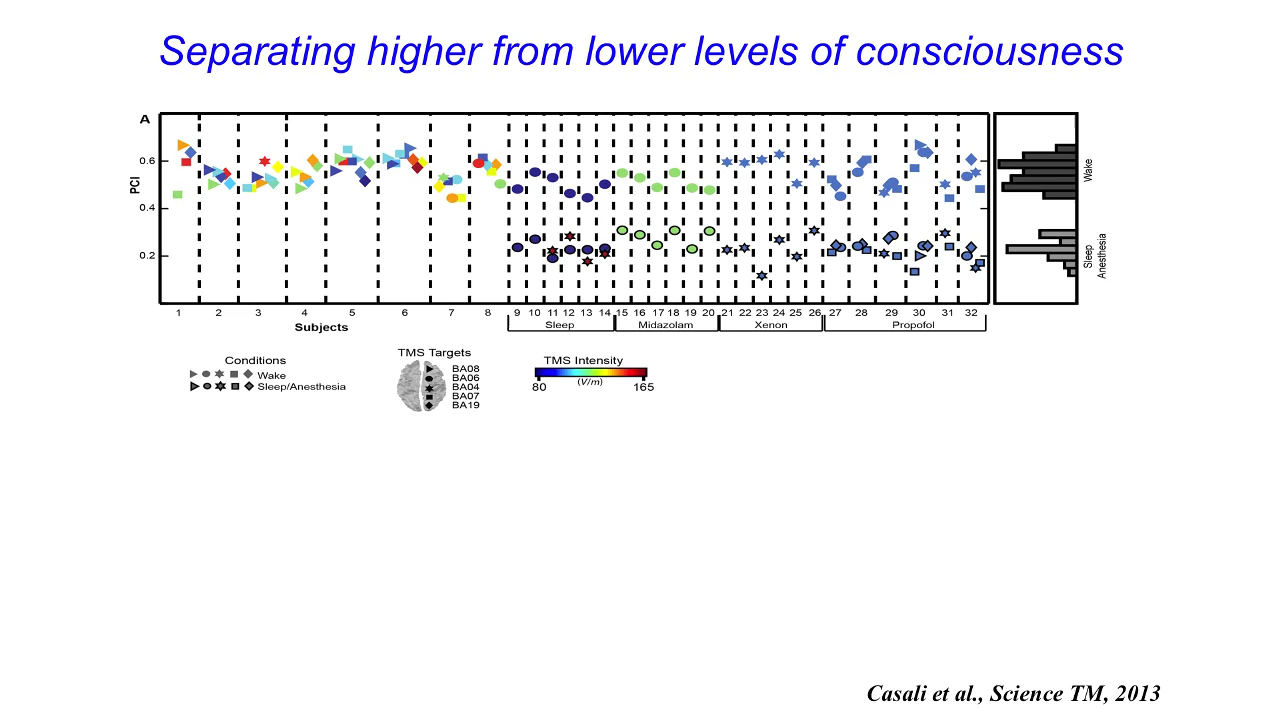 Separating higher from lower levels of consciousness
A
PCI
0.6
0.4
0.2
Wake
Sleep
Anesthesia
1 2 3 4 5 6 7 8 9 10 11 12 13 14 15 16 17 18 19 20 21 22 23 24 25 26 27 28 29 30 31 32
Subjects Sleep Midazolam Xenon Propofol
Conditions
Wake
Sleep/Anesthesia
TMS Targets
BA08
BA06
BA04
BA07
BA19
TMS Intensity
(V/m)
80 165
Casali et al., Science TM, 2013